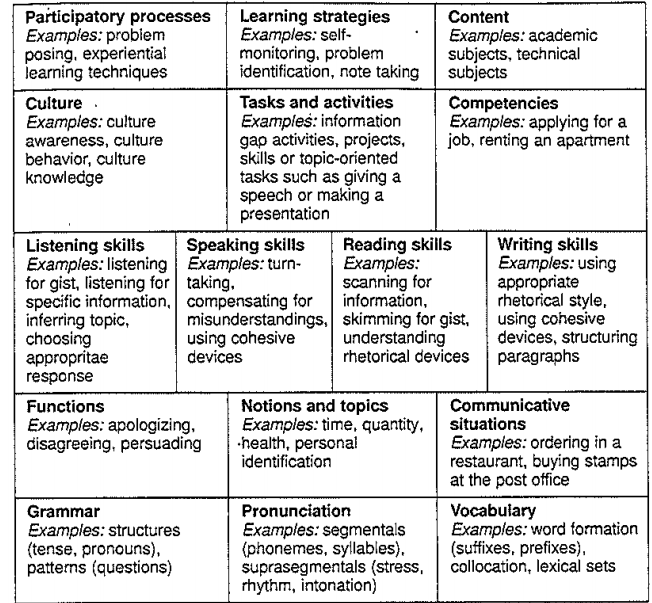 Participatory processes
Examples: problem
posing, experiential
learning techniques
Learning strategies
Examples: self-
monitoring, problem
identification, note taking
Content
Examples: academic
subjects, technical
subjects
Culture
Examples: culture
awareness, culture
behavior, culture
knowledge
Tasks and activities
Examples: information
gap activities, projects,
skills or topic-oriented
tasks such as giving a
speech or making a
presentation
Competencies
Examples: applying for a
job, renting an apartment
Listening skills
Examples: listening
for gist, listening for
specific information,
inferring topic,
choosing
appropritae
response
Speaking skills
Examples: turn-
taking,
compensating for
misunderstandings,
using cohesive
devices
Reading skills
Examples:
scanning for
information,
skimming for gist,
understanding
rhetorical devices
Writing skills
Examples: using
appropriate
rhetorical style,
using cohesive
devices, structuring
paragraphs
Functions
Examples: apologizing,
disagreeing, persuading
Notions and topics
Examples: time, quantity,
health, personal
identification
Communicative
situations
Examples: ordering in a
restaurant, buying stamps
at the post office
Grammar
Examples: structures
(tense, pronouns),
patterns (questions)
Pronunciation
Examples: segmentals
(phonemes, syllables),
suprasegmentals (stress,
rhythm, intonation)
Vocabulary
Examples: word formation
(suffixes, prefixes),
collocation, lexical sets